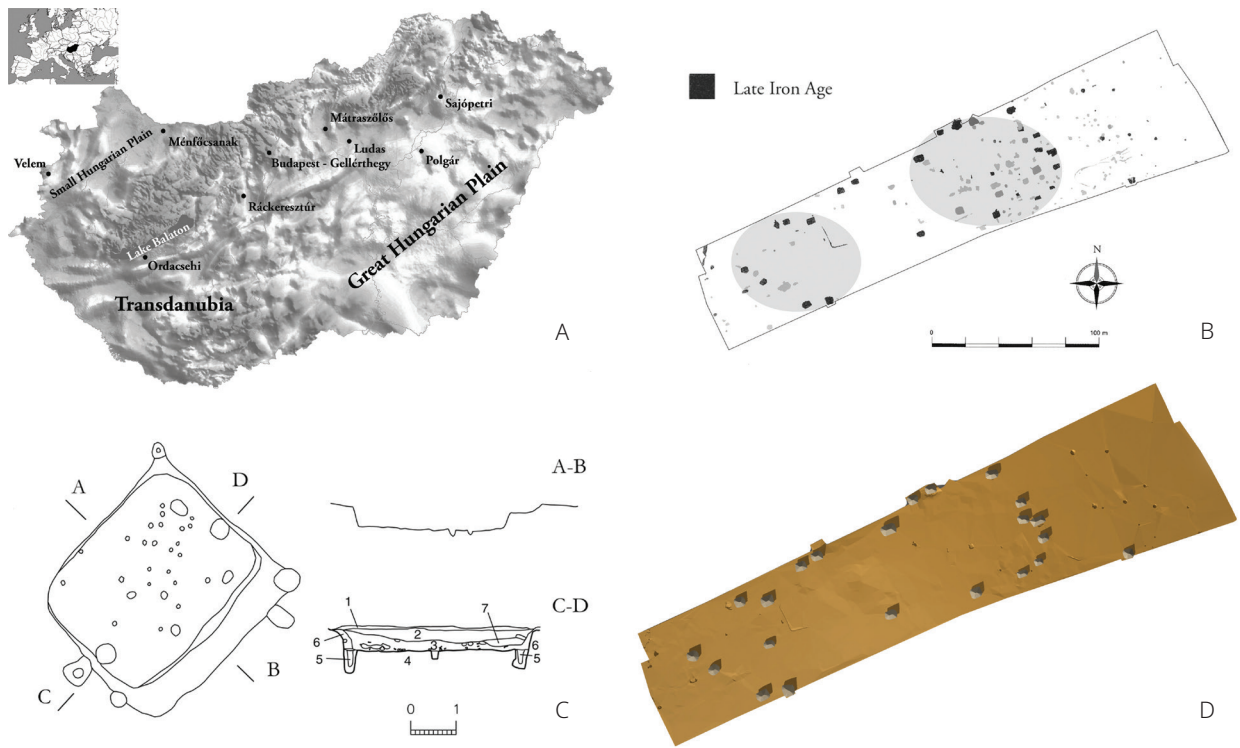 Sajópetri
Mátraszőlős
Ménfőcsanak
Ludas
Small Hungarian Plain
Velem
Budapest - Gellérthegy
Polgár
Ráckeresztúr
Great Hungarian Plain
Lake Balaton
Ordacsehi
Transdanubia
A
Late Iron Age
N
0 100 m
B
A
D
A-B
C-D
1
7
2
6
3
6
5
4
5
B
C
0 1
C
D